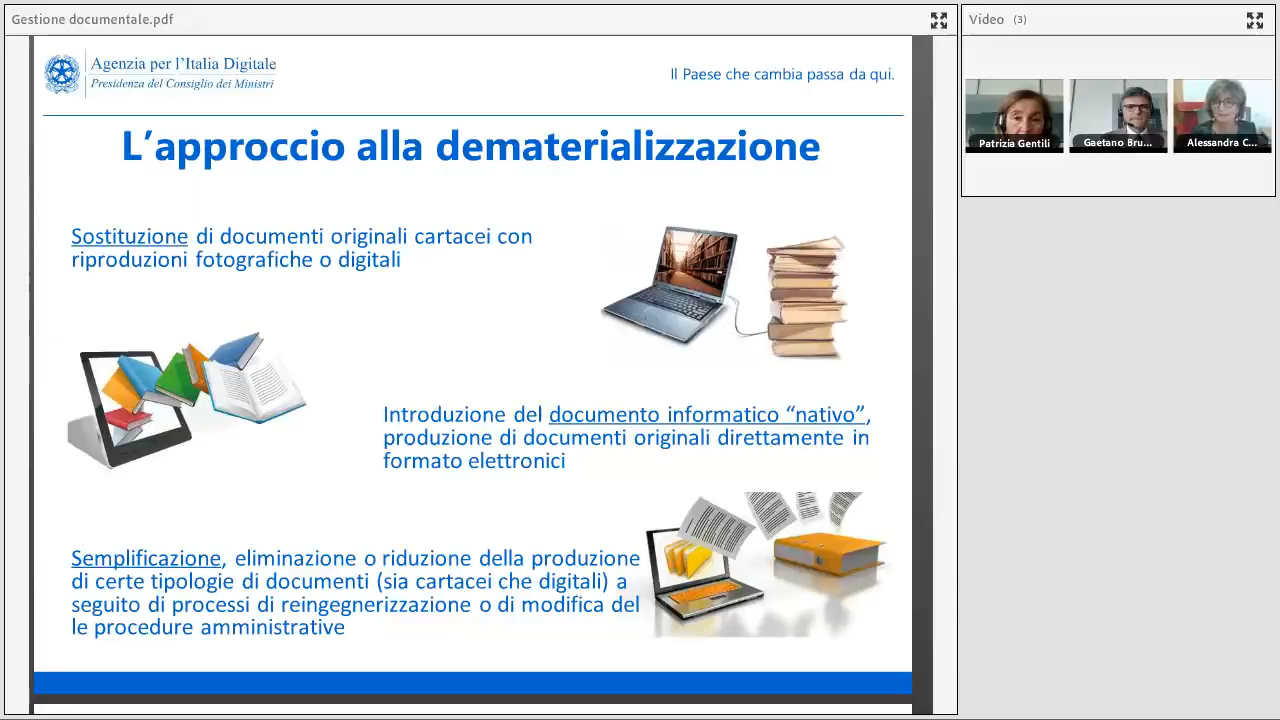 Gestione documentale.pdf
Video (3)
Agenzia per l'Italia Digitale
Presidenza del Consiglio dei Ministri
Il Paese che cambia passa da qui.
Patrizia Gentili
Gaetano Bru...
Alessandra C...
L'approccio alla dematerializzazione
Sostituzione di documenti originali cartacei con
riproduzioni fotografiche o digitali
Introduzione del documento informatico “nativo”,
produzione di documenti originali direttamente in
formato elettronici
Semplificazione, eliminazione o riduzione della produzione
di certe tipologie di documenti (sia cartacei che digitali) a
seguito di processi di reingegnerizzazione o di modifica del
le procedure amministrative